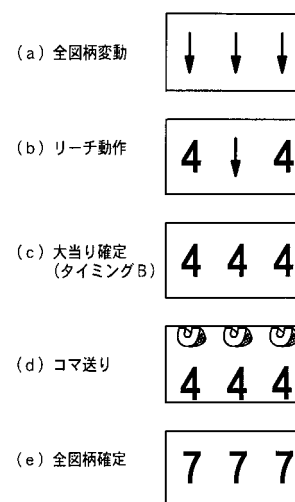 (a) 全図柄変動
(b) リーチ動作
4 4
(c) 大当り確定
(タイミングB)
4 4 4
(d) コマ送り
4 4 4
(e) 全図柄確定
7 7 7